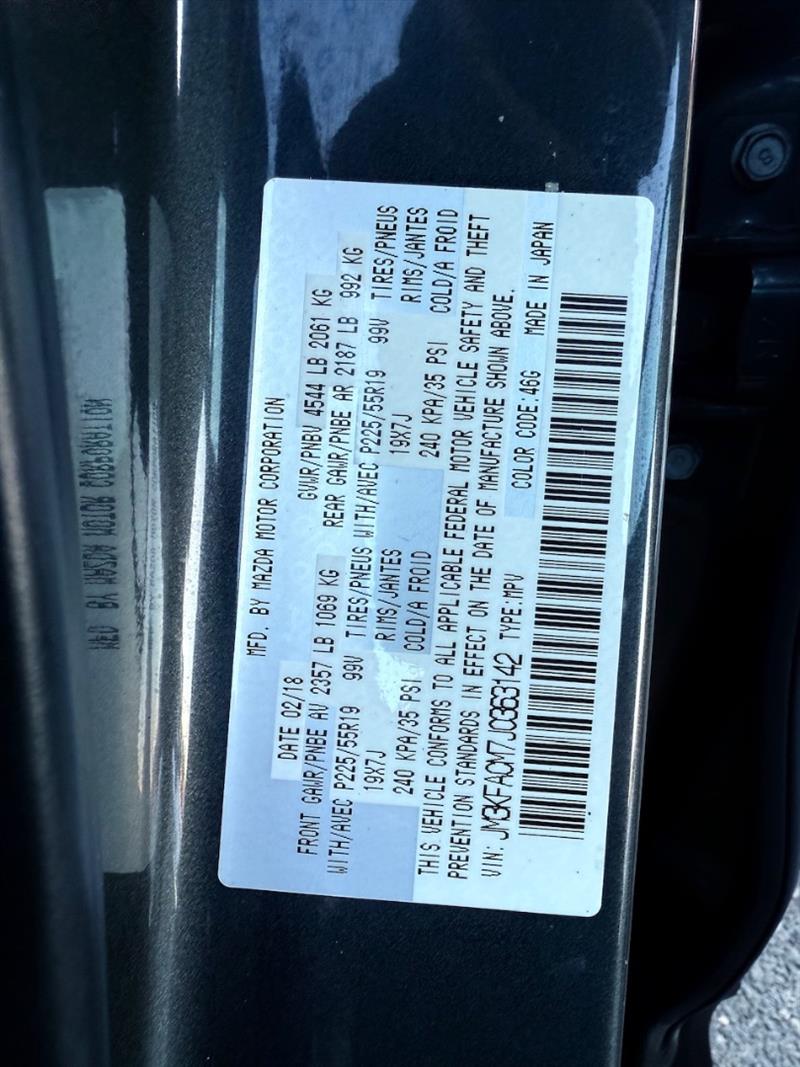 MFD. BY MAZDA MOTOR CORPORATION
DATE 02/18 GVWR/PNBV 4544 LB 2061 KG
FRONT GAWR/PNBE AV 2357 LB 1069 KG REAR GAWR/PNBE AR 2187 LB 992 KG
WITH/AVEC P225/55R19 99V TIRES/PNEUS WITH/AVEC P225/55R19 99V TIRES/PNEUS
19X7J RIMS/JANTES 19X7J RIMS/JANTES
240 KPA/35 PSI COLD/A FROID 240 KPA/35 PSI COLD/A FROID
THIS VEHICLE CONFORMS TO ALL APPLICABLE FEDERAL MOTOR VEHICLE SAFETY AND THEFT
PREVENTION STANDARDS IN EFFECT ON THE DATE OF MANUFACTURE SHOWN ABOVE.
VIN: JM3KFACM7J0363142 TYPE:MPV COLOR CODE:46G MADE IN JAPAN